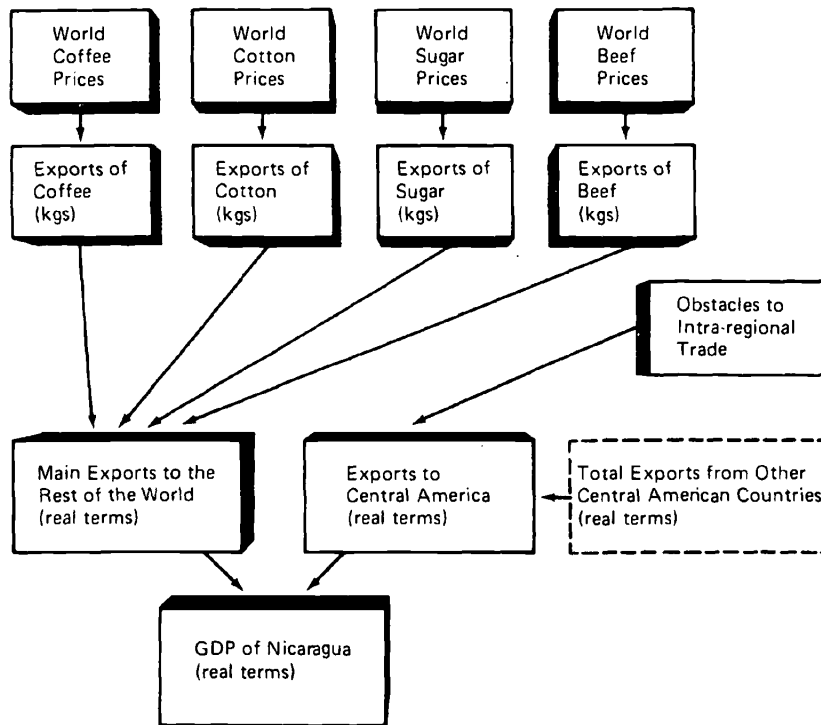 World
Coffee
Prices
World
Cotton
Prices
World
Sugar
Prices
World
Beef
Prices
Exports of
Coffee
(kgs)
Exports of
Cotton
(kgs)
Exports of
Sugar
(kgs)
Exports of
Beef
(kgs)
Obstacles to
Intra-regional
Trade
Main Exports to the
Rest of the World
(real terms)
Exports to
Central America
(real terms)
Total Exports from Other
Central American Countries
(real terms)
GDP of Nicaragua
(real terms)